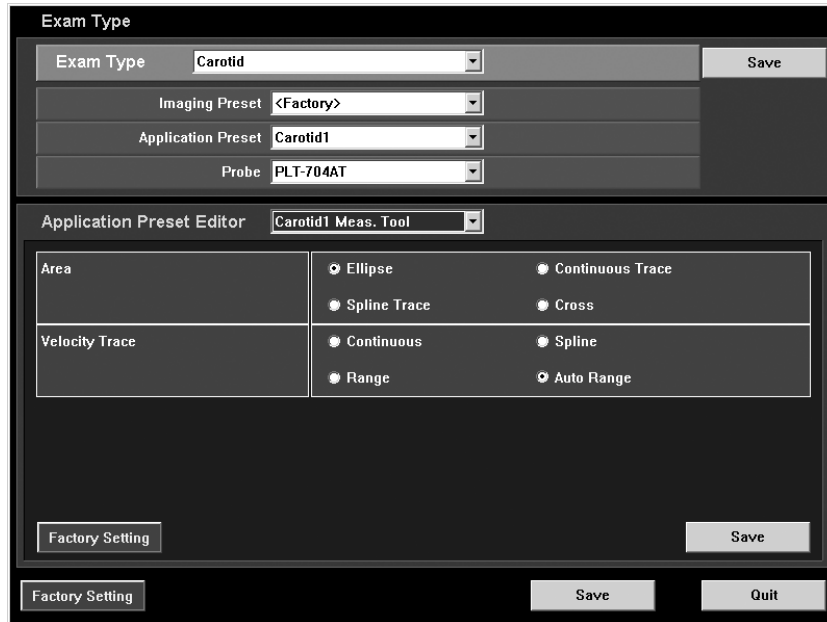 Exam Type
Exam Type Carotid Save
Imaging Preset <Factory>
Application Preset Carotid1
Probe PLT-704AT
Application Preset Editor Carotid1 Meas. Tool
Area Ellipse Continuous Trace
Spline Trace Cross
Velocity Trace Continuous Spline
Range Auto Range
Factory Setting Save
Factory Setting Save Quit